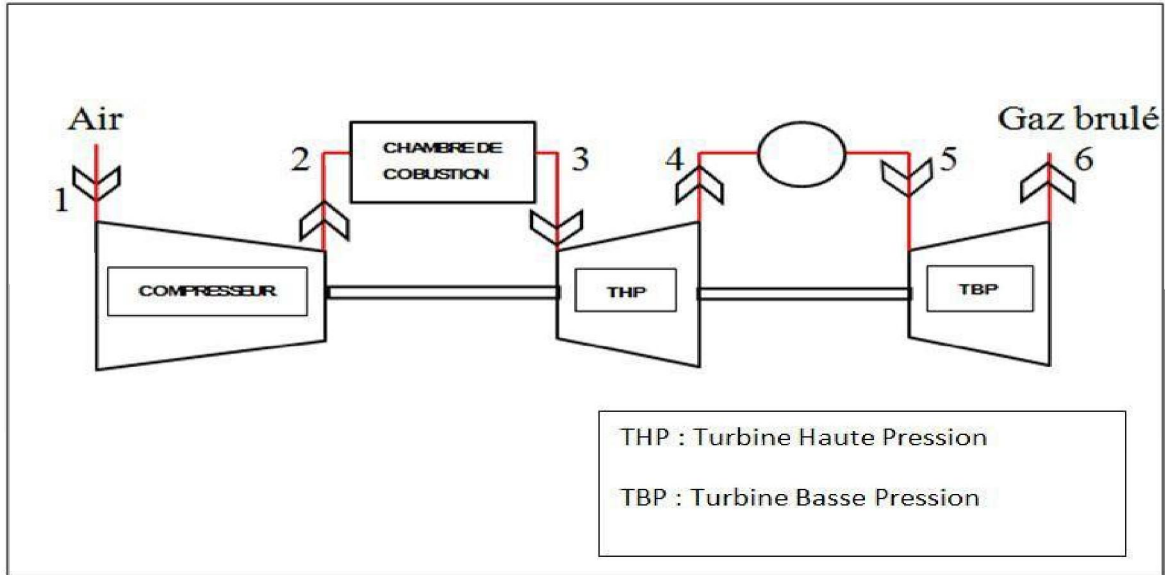 Air
Gaz brulé
1
2
CHAMBRE DE
COBUSTION
3
4
5
6
COMPRESSEUR
THP
TBP
THP : Turbine Haute Pression
TBP : Turbine Basse Pression